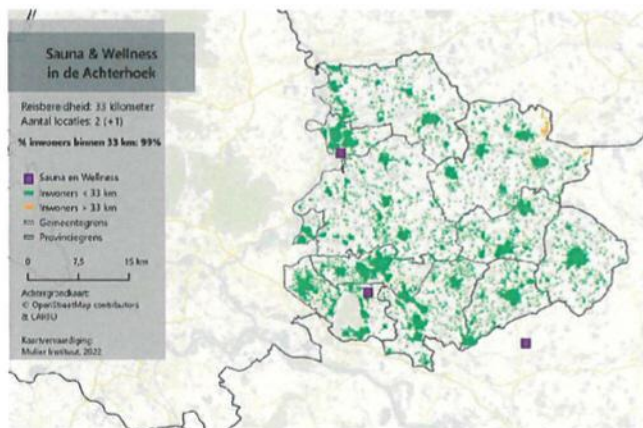 Sauna & Wellness
in de Achterhoek
Reisbereidheid: 33 kilometer
Aantal locaties: 2 (+1)
% inwoners binnen 33 km: 99%
Sauna en Wellness
Inwoners < 33 km
Inwoners > 33 km
Gemeentegrens
Provinciegrens
0 7,5 15 km
Achtergrondkaart:
© OpenStreetMap contributors
& CARTO
Kaartvervaardiging:
Mulier Instituut, 2022